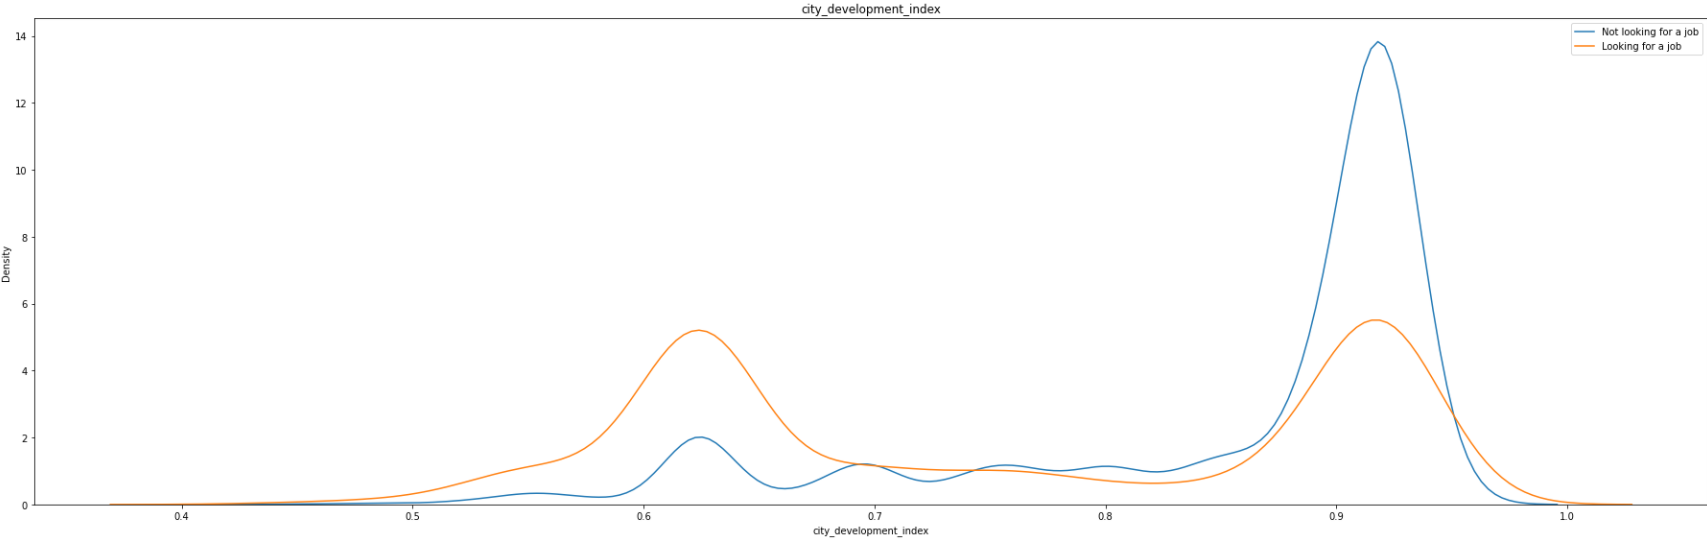 city_development_index
Not looking for a job
Looking for a job
14
12
10
8
6
4
2
0
Density
0.4 0.5 0.6 0.7 0.8 0.9 1.0
city_development_index